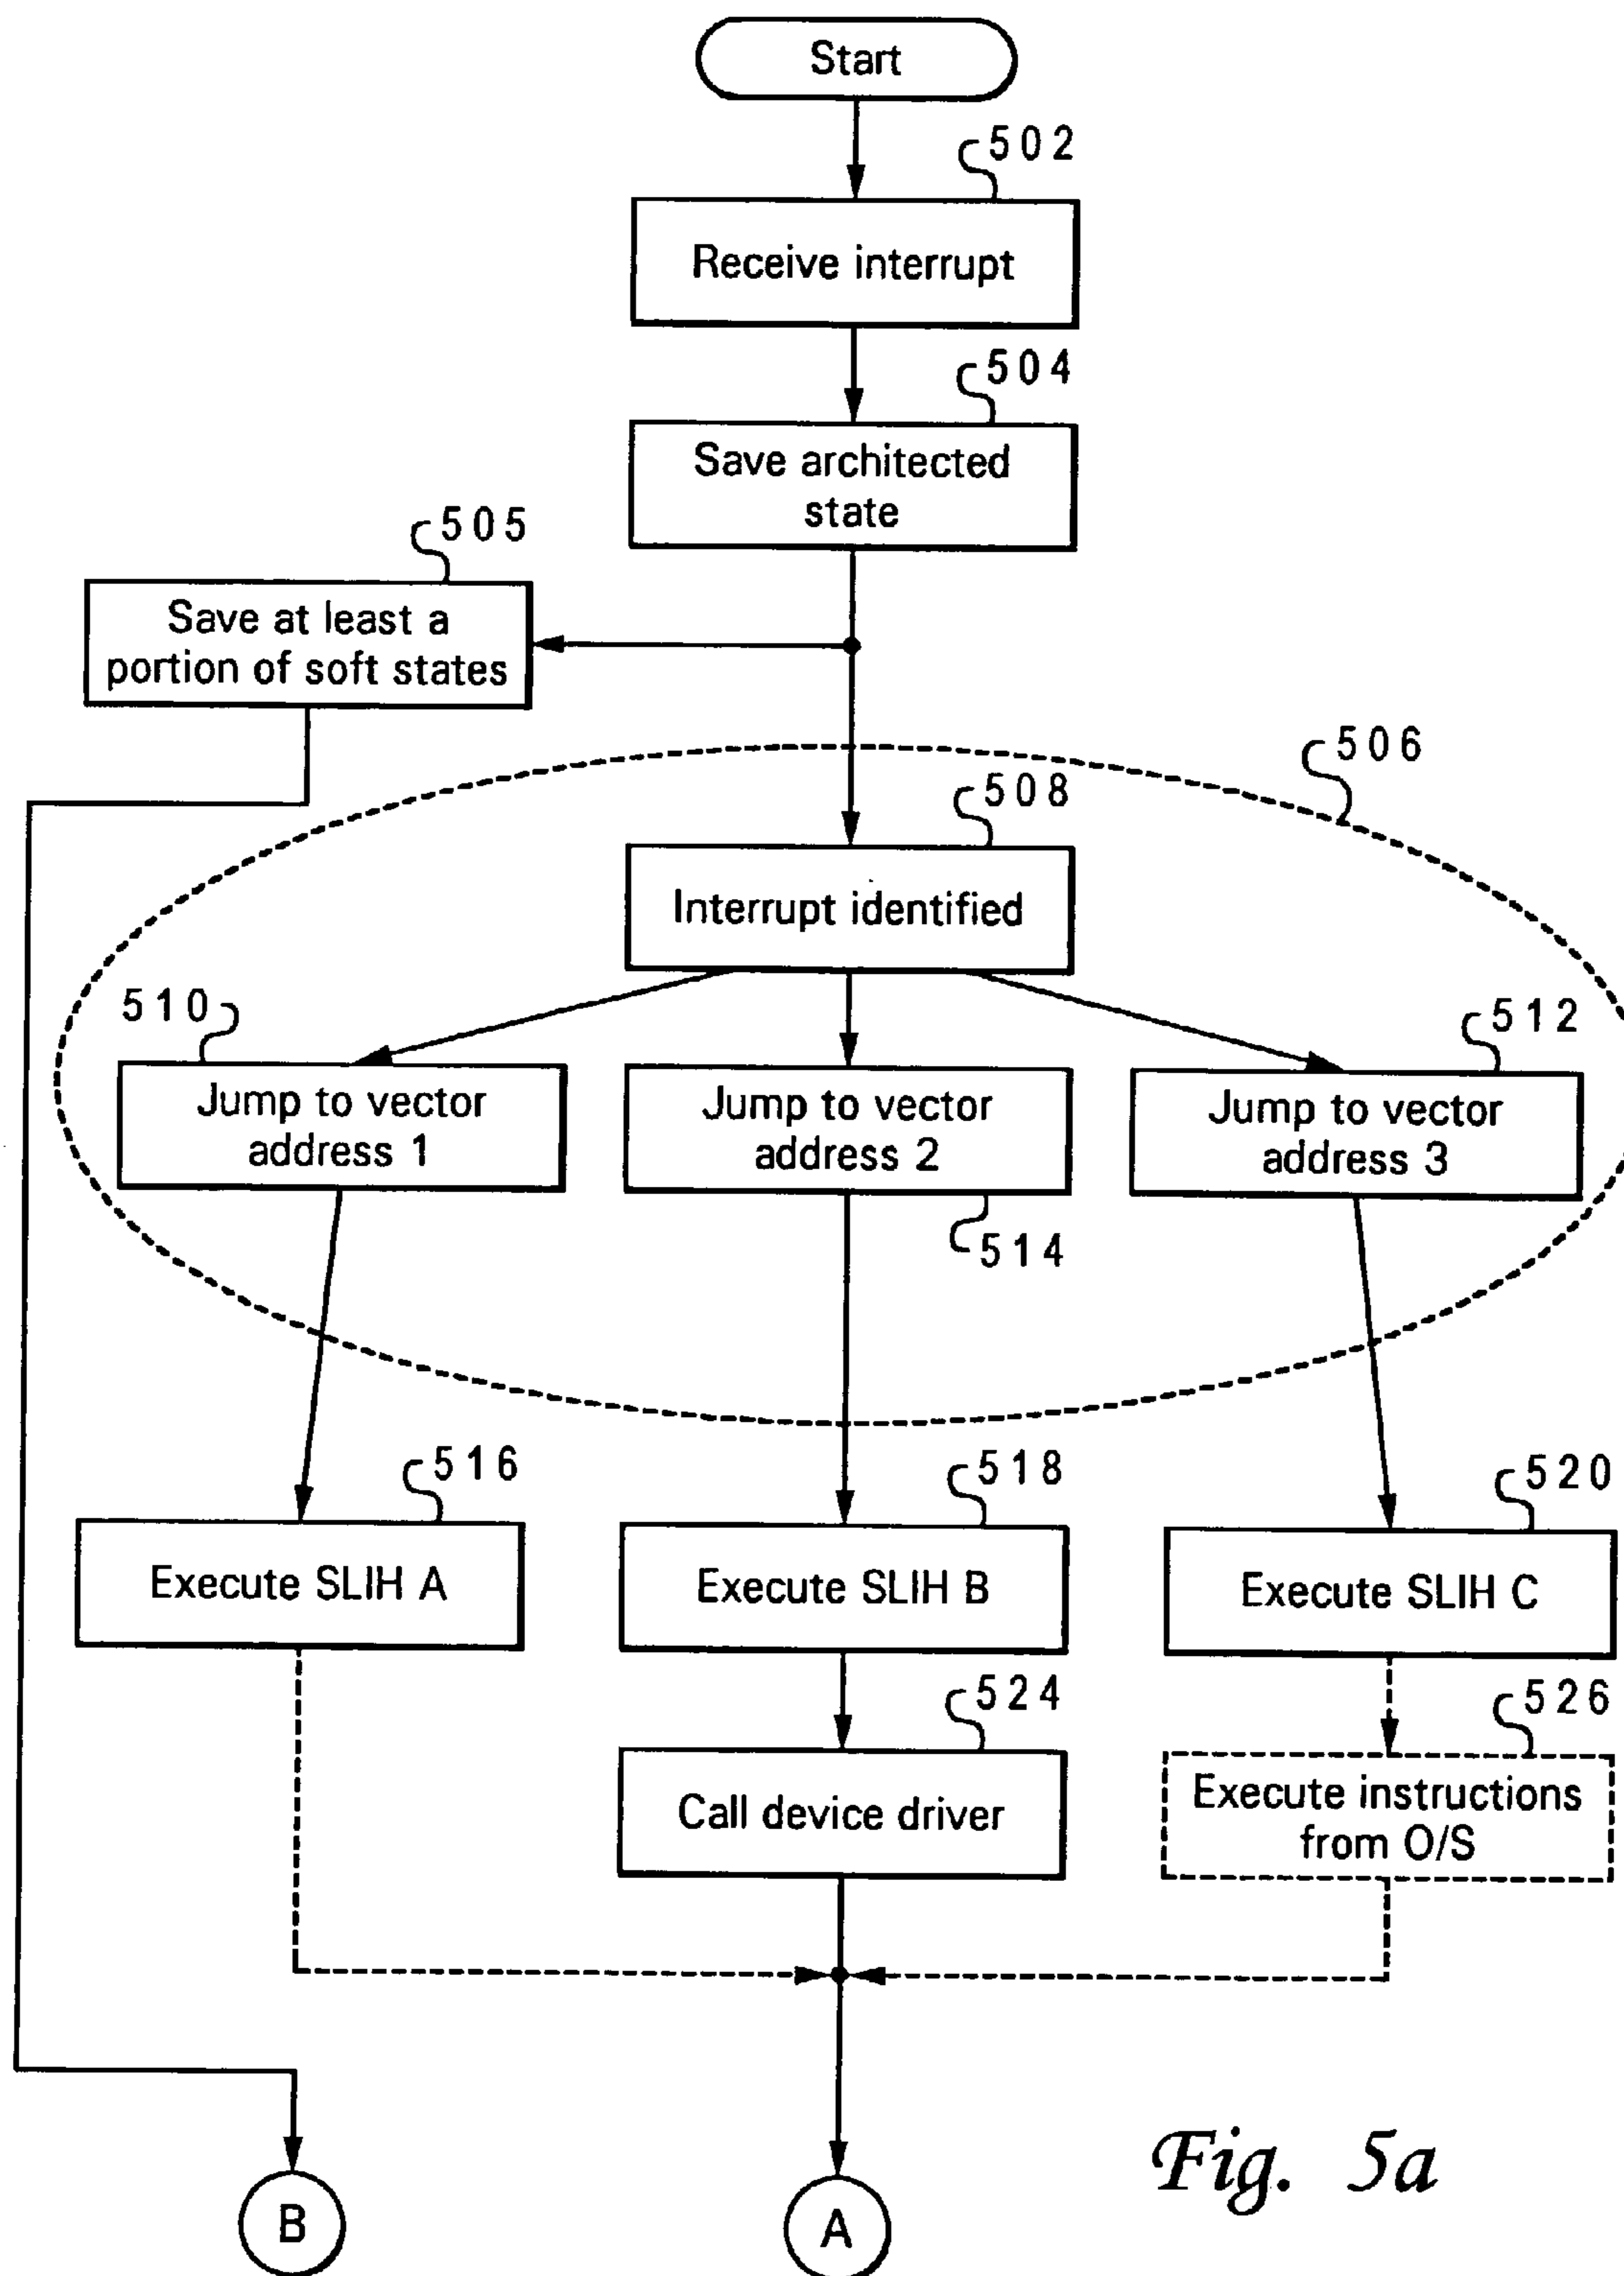 Start
502
Receive interrupt
504
Save architected
state
505
Save at least a
portion of soft states
506
508
Interrupt identified
510
512
Jump to vector
address 1
Jump to vector
address 2
Jump to vector
address 3
514
516
518
520
Execute SLIH A
Execute SLIH B
Execute SLIH C
524
526
Call device driver
Execute instructions
from O/S
B
A
Fig. 5a